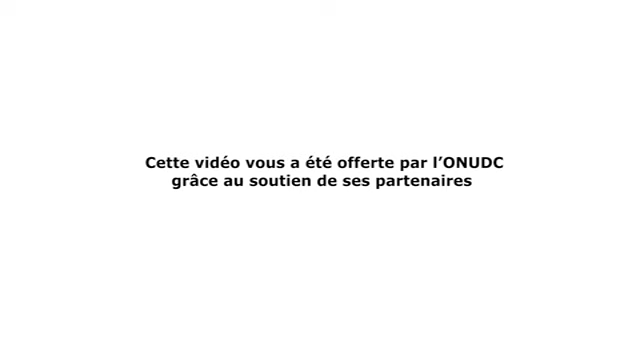 Cette vidéo vous a été offerte par l’ONUDC
grâce au soutien de ses partenaires